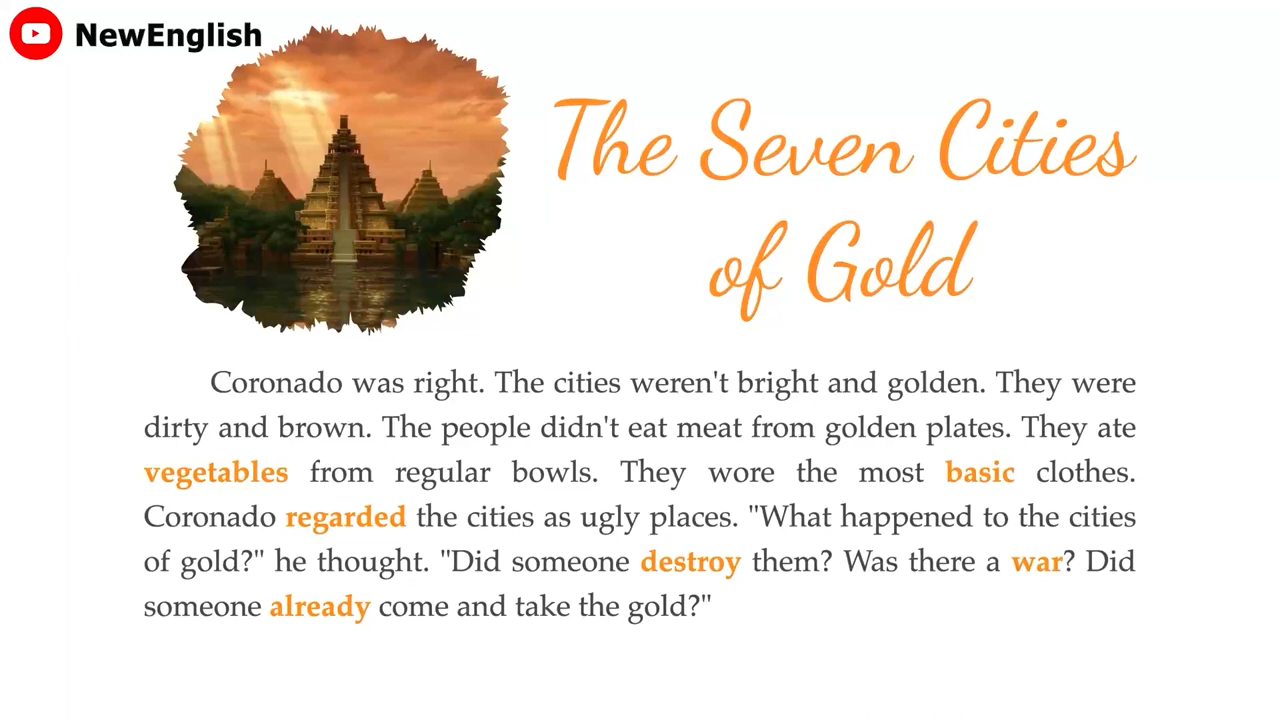 NewEnglish
The Seven Cities
of Gold
Coronado was right. The cities weren't bright and golden. They were
dirty and brown. The people didn't eat meat from golden plates. They ate
vegetables from regular bowls. They wore the most basic clothes.
Coronado regarded the cities as ugly places. "What happened to the cities
of gold?" he thought. "Did someone destroy them? Was there a war? Did
someone already come and take the gold?"